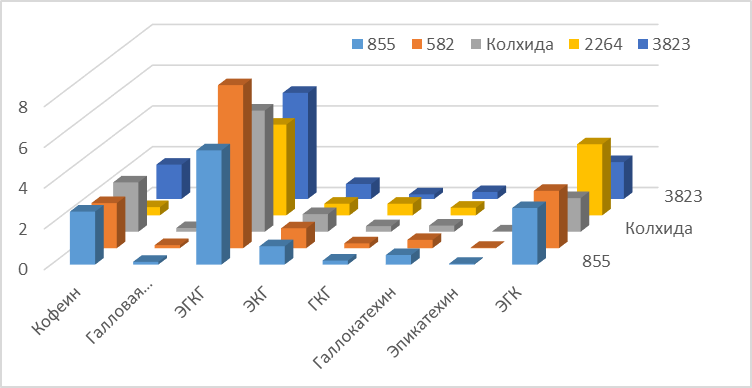 855 582 Колхида 2264 3823
8
6
4
2
0
3823
Колхида
855
Кофеин
Галловая...
ЭГКГ
ЭКГ
ГКГ
Галлокатехин
Эпикатехин
ЭГК